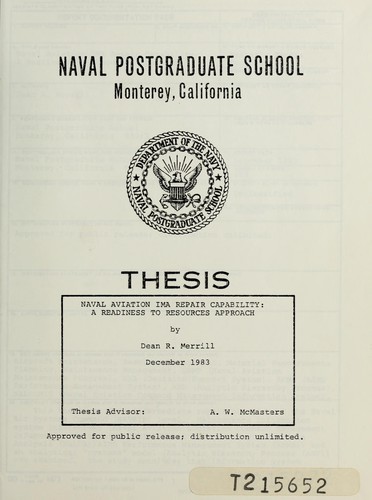 NAVAL POSTGRADUATE SCHOOL
Monterey, California
DEPARTMENT OF THE NAVY
NAVAL POSTGRADUATE SCHOOL
THESIS
NAVAL AVIATION IMA REPAIR CAPABILITY:
A READINESS TO RESOURCES APPROACH
by
Dean R. Merrill
December 1983
Thesis Advisor: A. W. McMasters
Approved for public release; distribution unlimited.
T215652